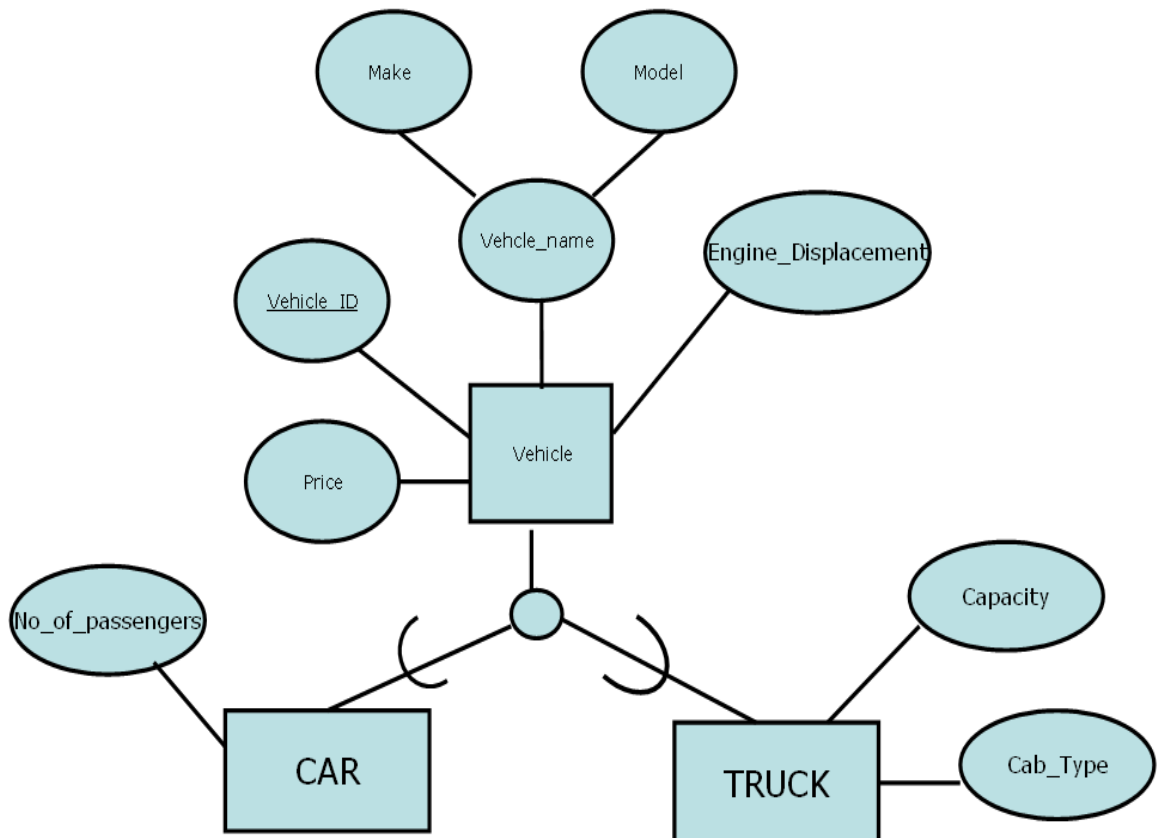 Make
Model
Vehcle_name
Engine_Displacement
Vehicle_ID
Vehicle
Price
Capacity
No_of_passengers
CAR
TRUCK
Cab_Type